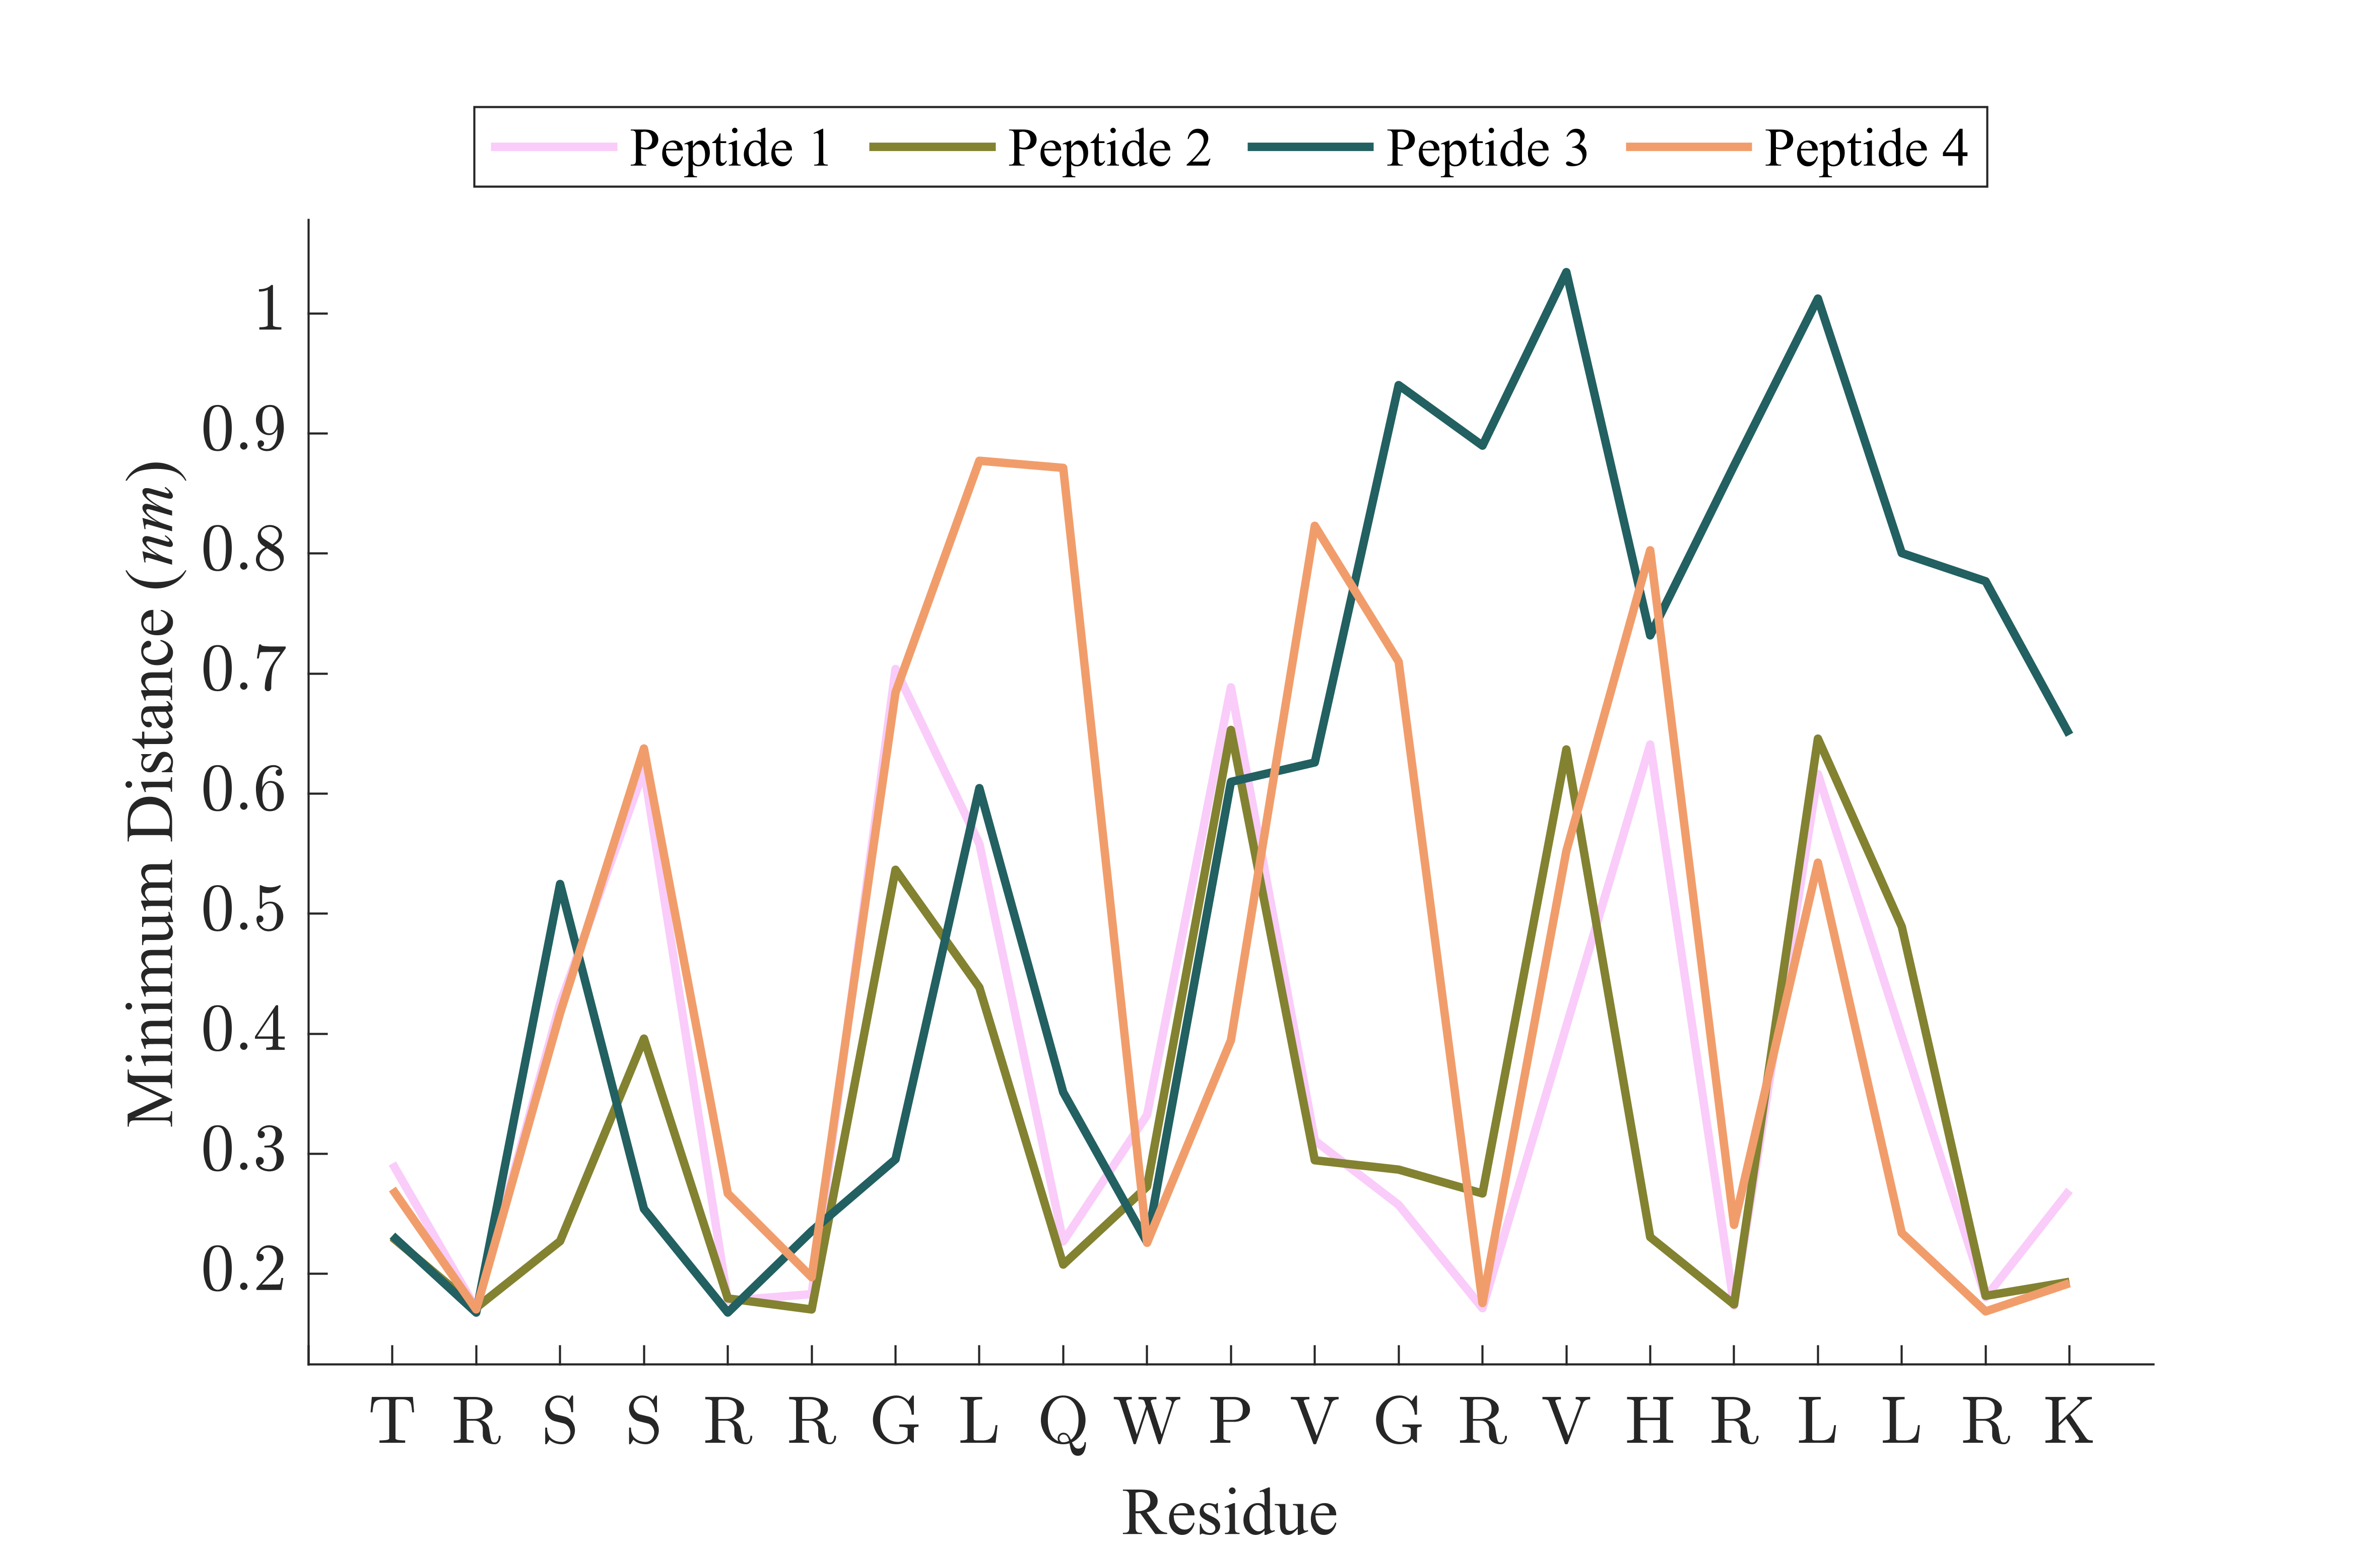 Peptide 1 Peptide 2 Peptide 3 Peptide 4
1
0.9
0.8
0.7
0.6
0.5
0.4
0.3
0.2
Minimum Distance (nm)
T R S S R R G L Q W P V G R V H R L L R K
Residue